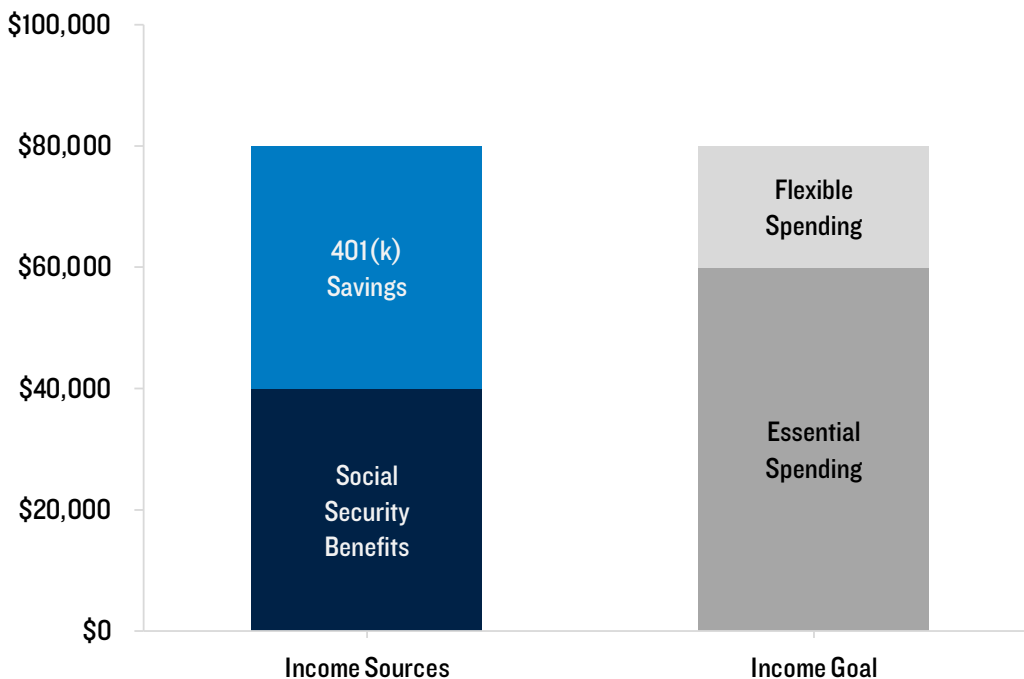 $100,000
$80,000
$60,000
$40,000
$20,000
$0
401(k)
Savings
Social
Security
Benefits
Flexible
Spending
Essential
Spending
Income Sources
Income Goal